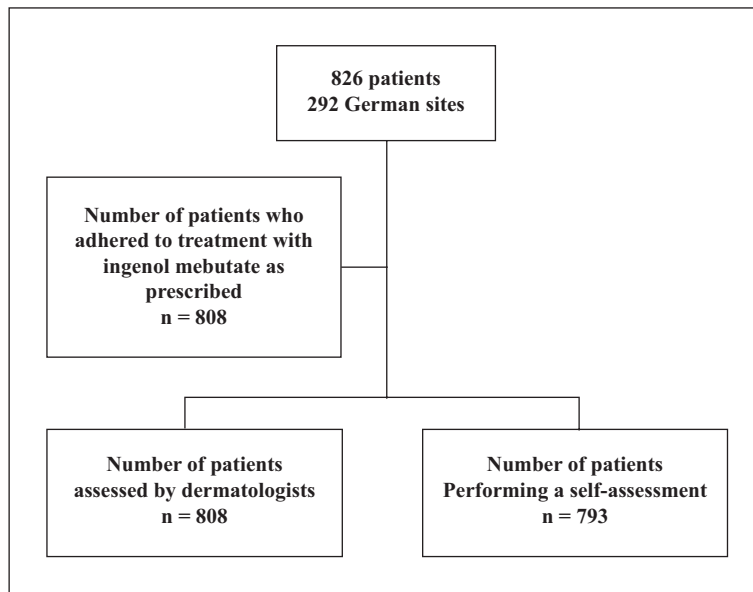 826 patients
292 German sites
Number of patients who
adhered to treatment with
ingenol mebutate as
prescribed
n = 808
Number of patients
assessed by dermatologists
n = 808
Number of patients
Performing a self-assessment
n = 793